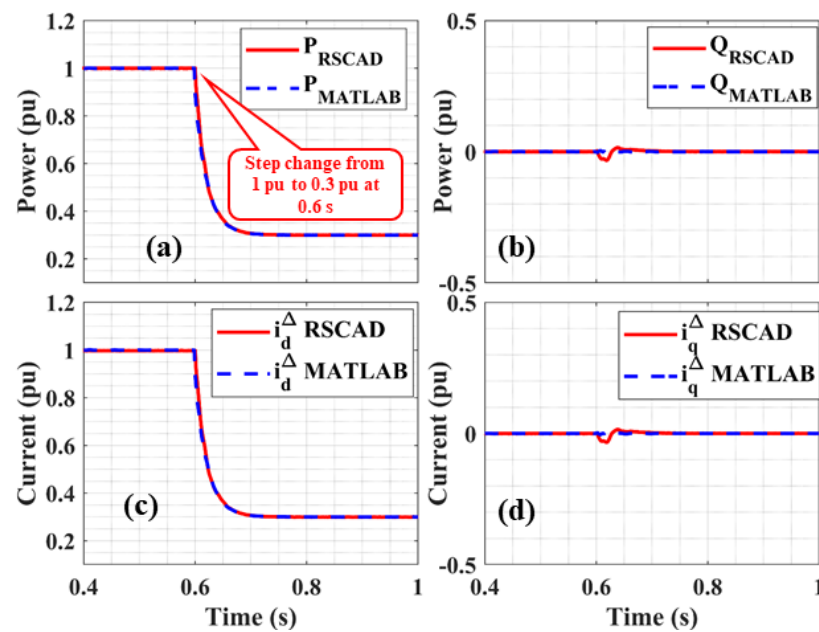 1.2
1
0.8
0.6
0.4
0.2
Power (pu)
P_RSCAD
P_MATLAB
Step change from
1 pu to 0.3 pu at
0.6 s
(a)
0.5
0
-0.5
Power (pu)
Q_RSCAD
Q_MATLAB
(b)
1.2
1
0.8
0.6
0.4
0.2
Current (pu)
i_d^Δ RSCAD
i_d^Δ MATLAB
(c)
0.4 0.6 0.8 1
Time (s)
0.5
0
-0.5
Current (pu)
i_q^Δ RSCAD
i_q^Δ MATLAB
(d)
0.4 0.6 0.8 1
Time (s)